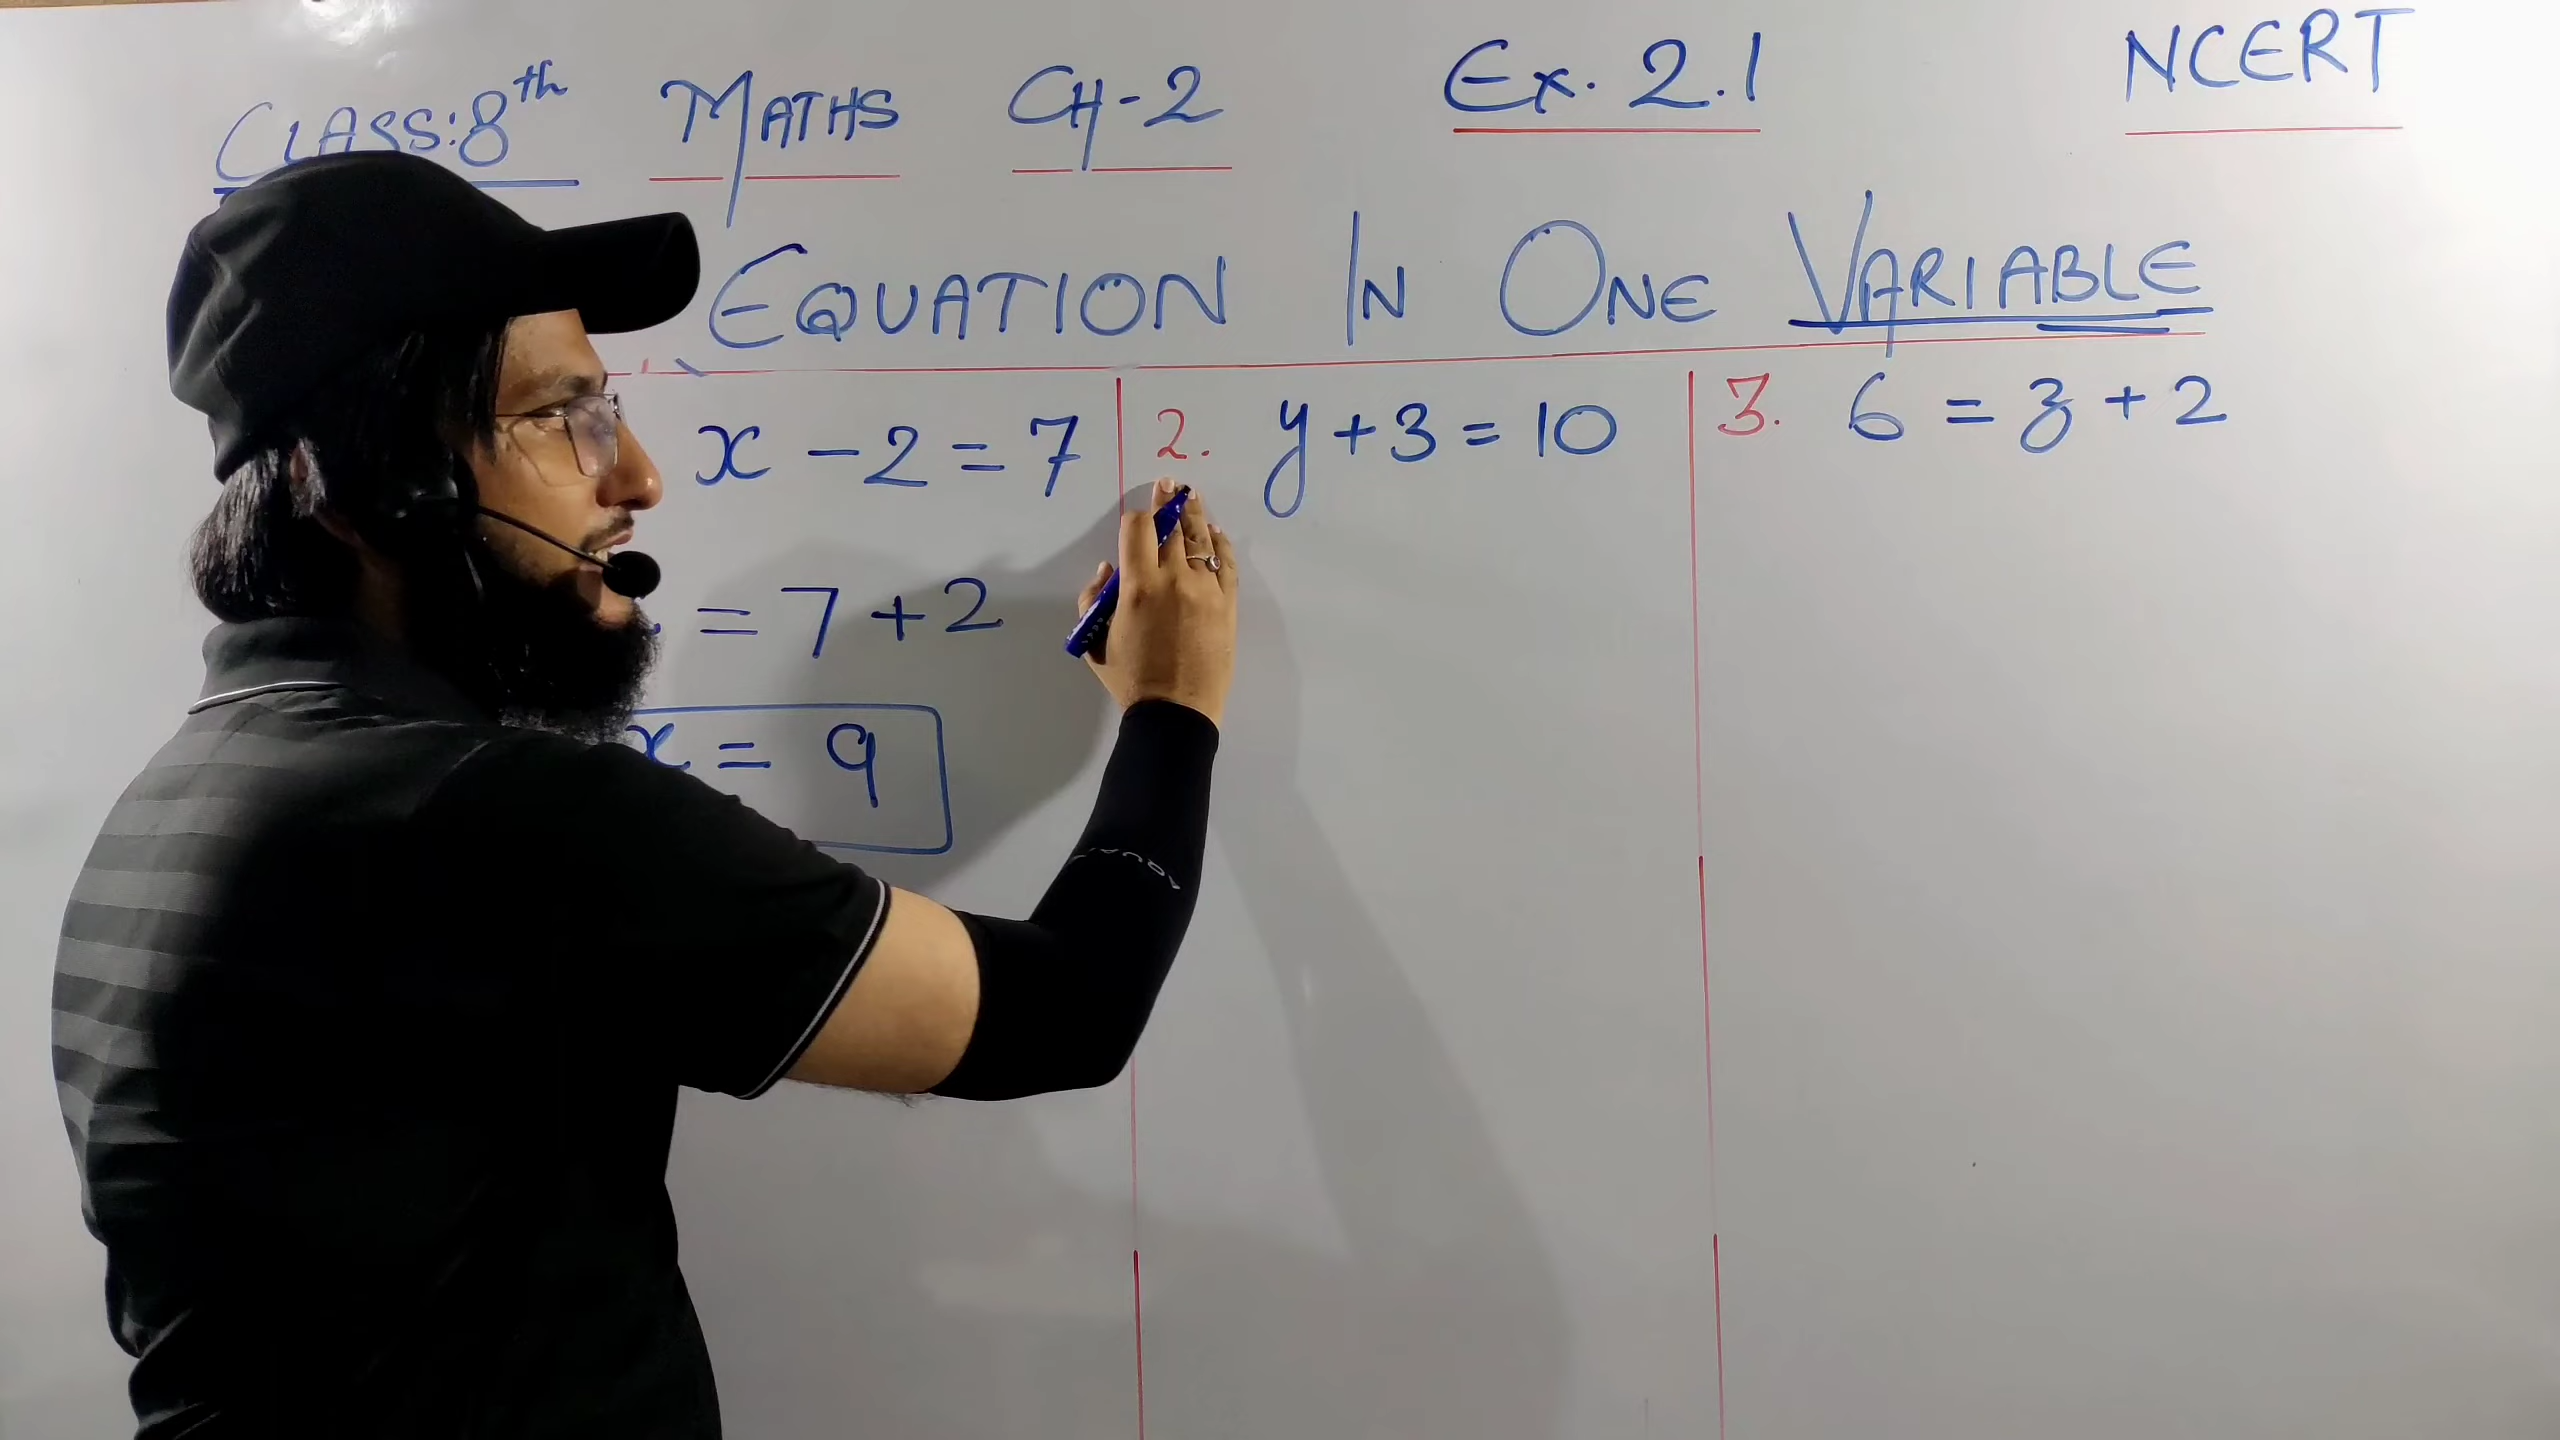 CLASS: 8th MATHS CH-2 Ex. 2.1 NCERT
EQUATION IN ONE VARIABLE
x - 2 = 7
= 7 + 2
x = 9
2. y + 3 = 10
3. 6 = z + 2